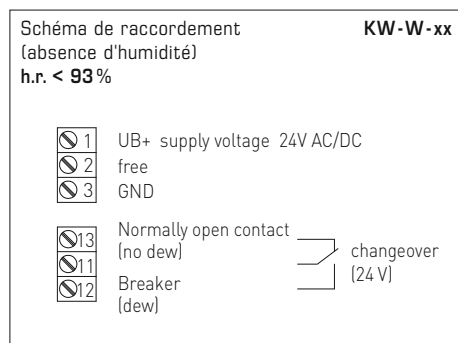 Schéma de raccordement KW-W-xx
(absence d'humidité)
h.r. < 93 %
1 UB+ supply voltage 24V AC/DC
2 free
3 GND
13 Normally open contact
(no dew)
11
12 Breaker
(dew)
changeover
(24 V)